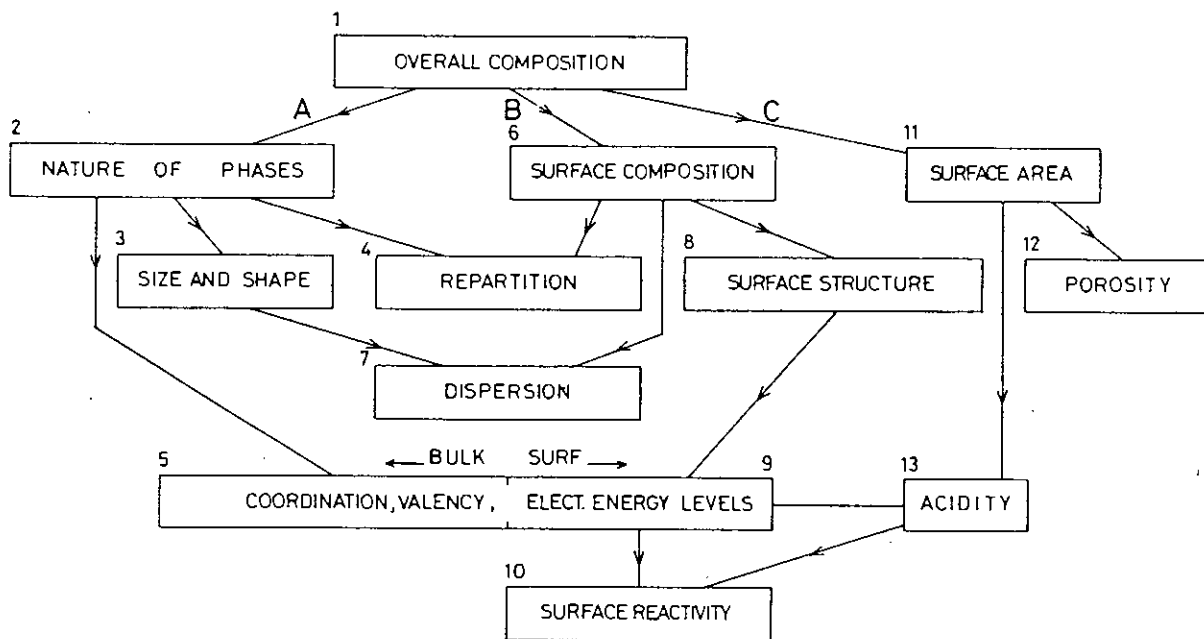 1
OVERALL COMPOSITION
A B C
2 6 11
NATURE OF PHASES
SURFACE COMPOSITION
SURFACE AREA
3 4 8 12
SIZE AND SHAPE
REPARTITION
SURFACE STRUCTURE
POROSITY
7
DISPERSION
5 BULK SURF 9 13
COORDINATION, VALENCY, ELECT. ENERGY LEVELS
ACIDITY
10
SURFACE REACTIVITY